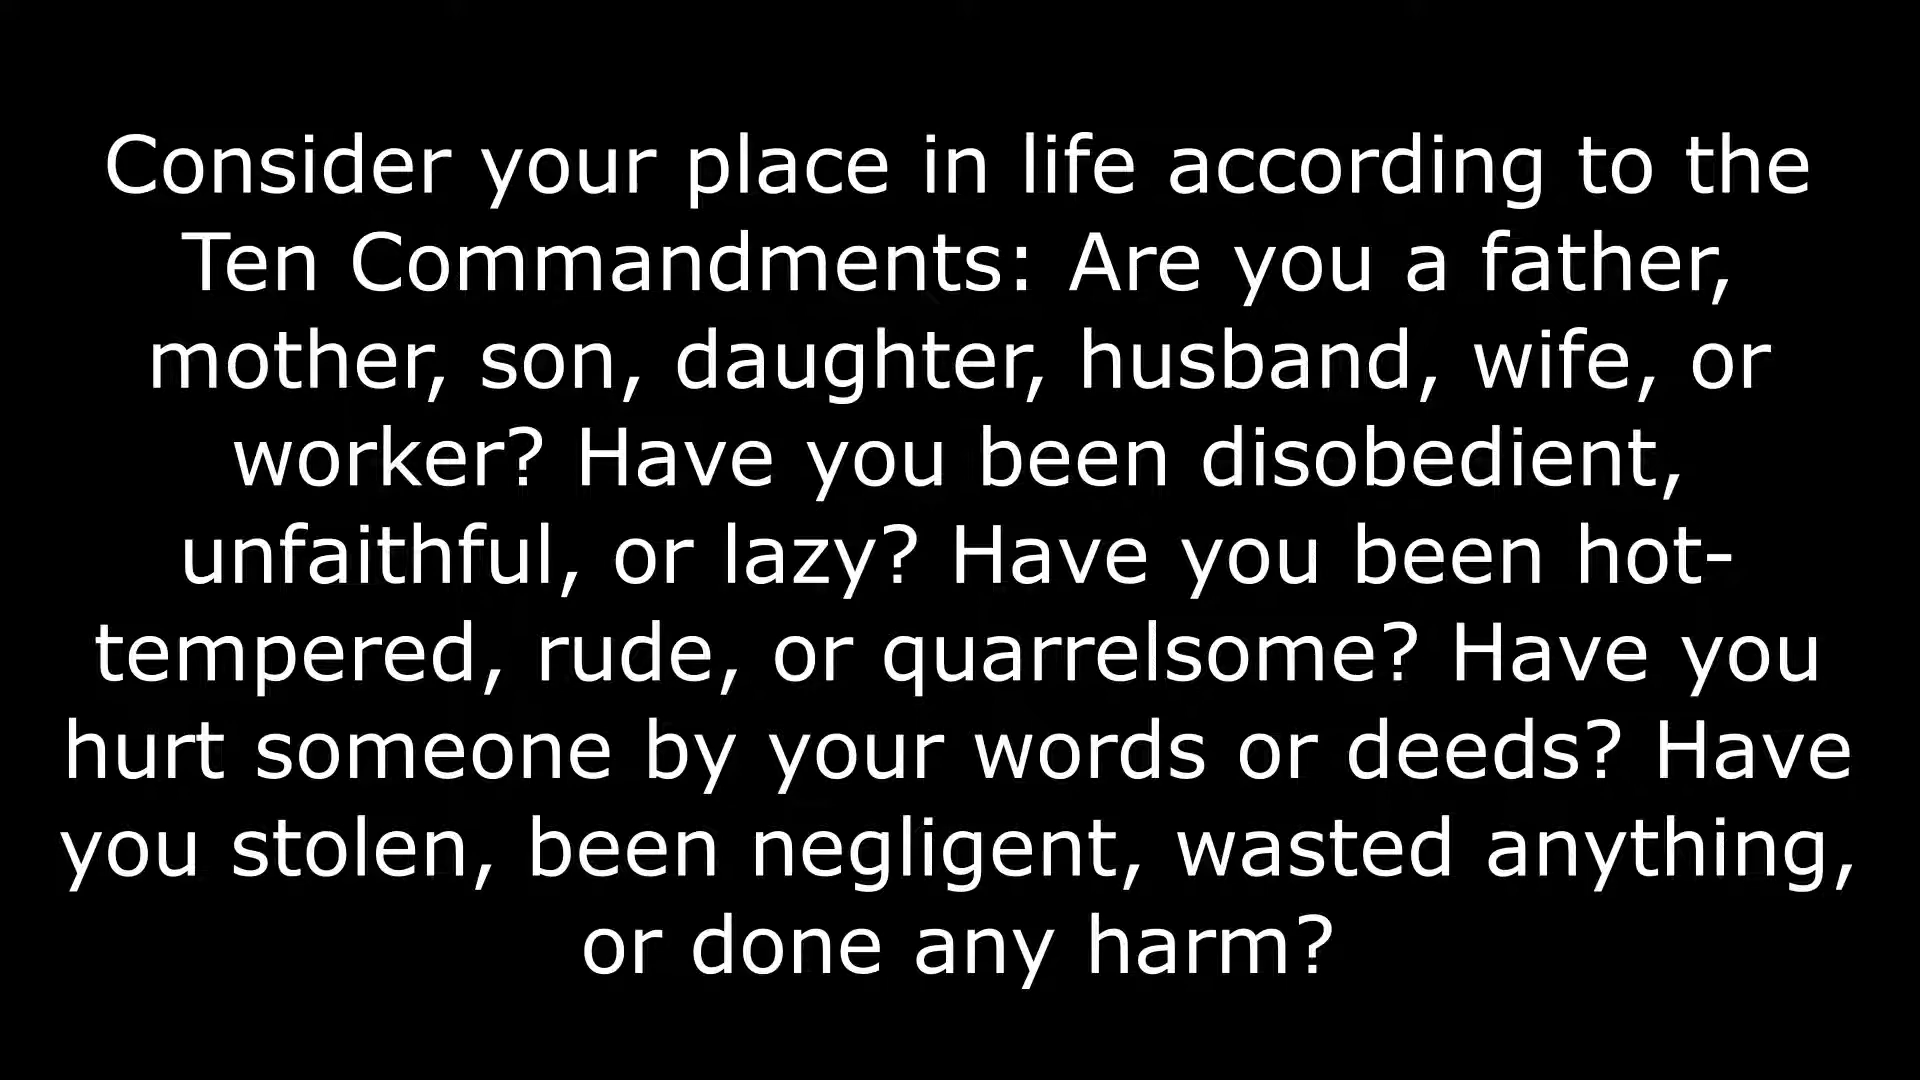 Consider your place in life according to the
Ten Commandments: Are you a father,
mother, son, daughter, husband, wife, or
worker? Have you been disobedient,
unfaithful, or lazy? Have you been hot-
tempered, rude, or quarrelsome? Have you
hurt someone by your words or deeds? Have
you stolen, been negligent, wasted anything,
or done any harm?